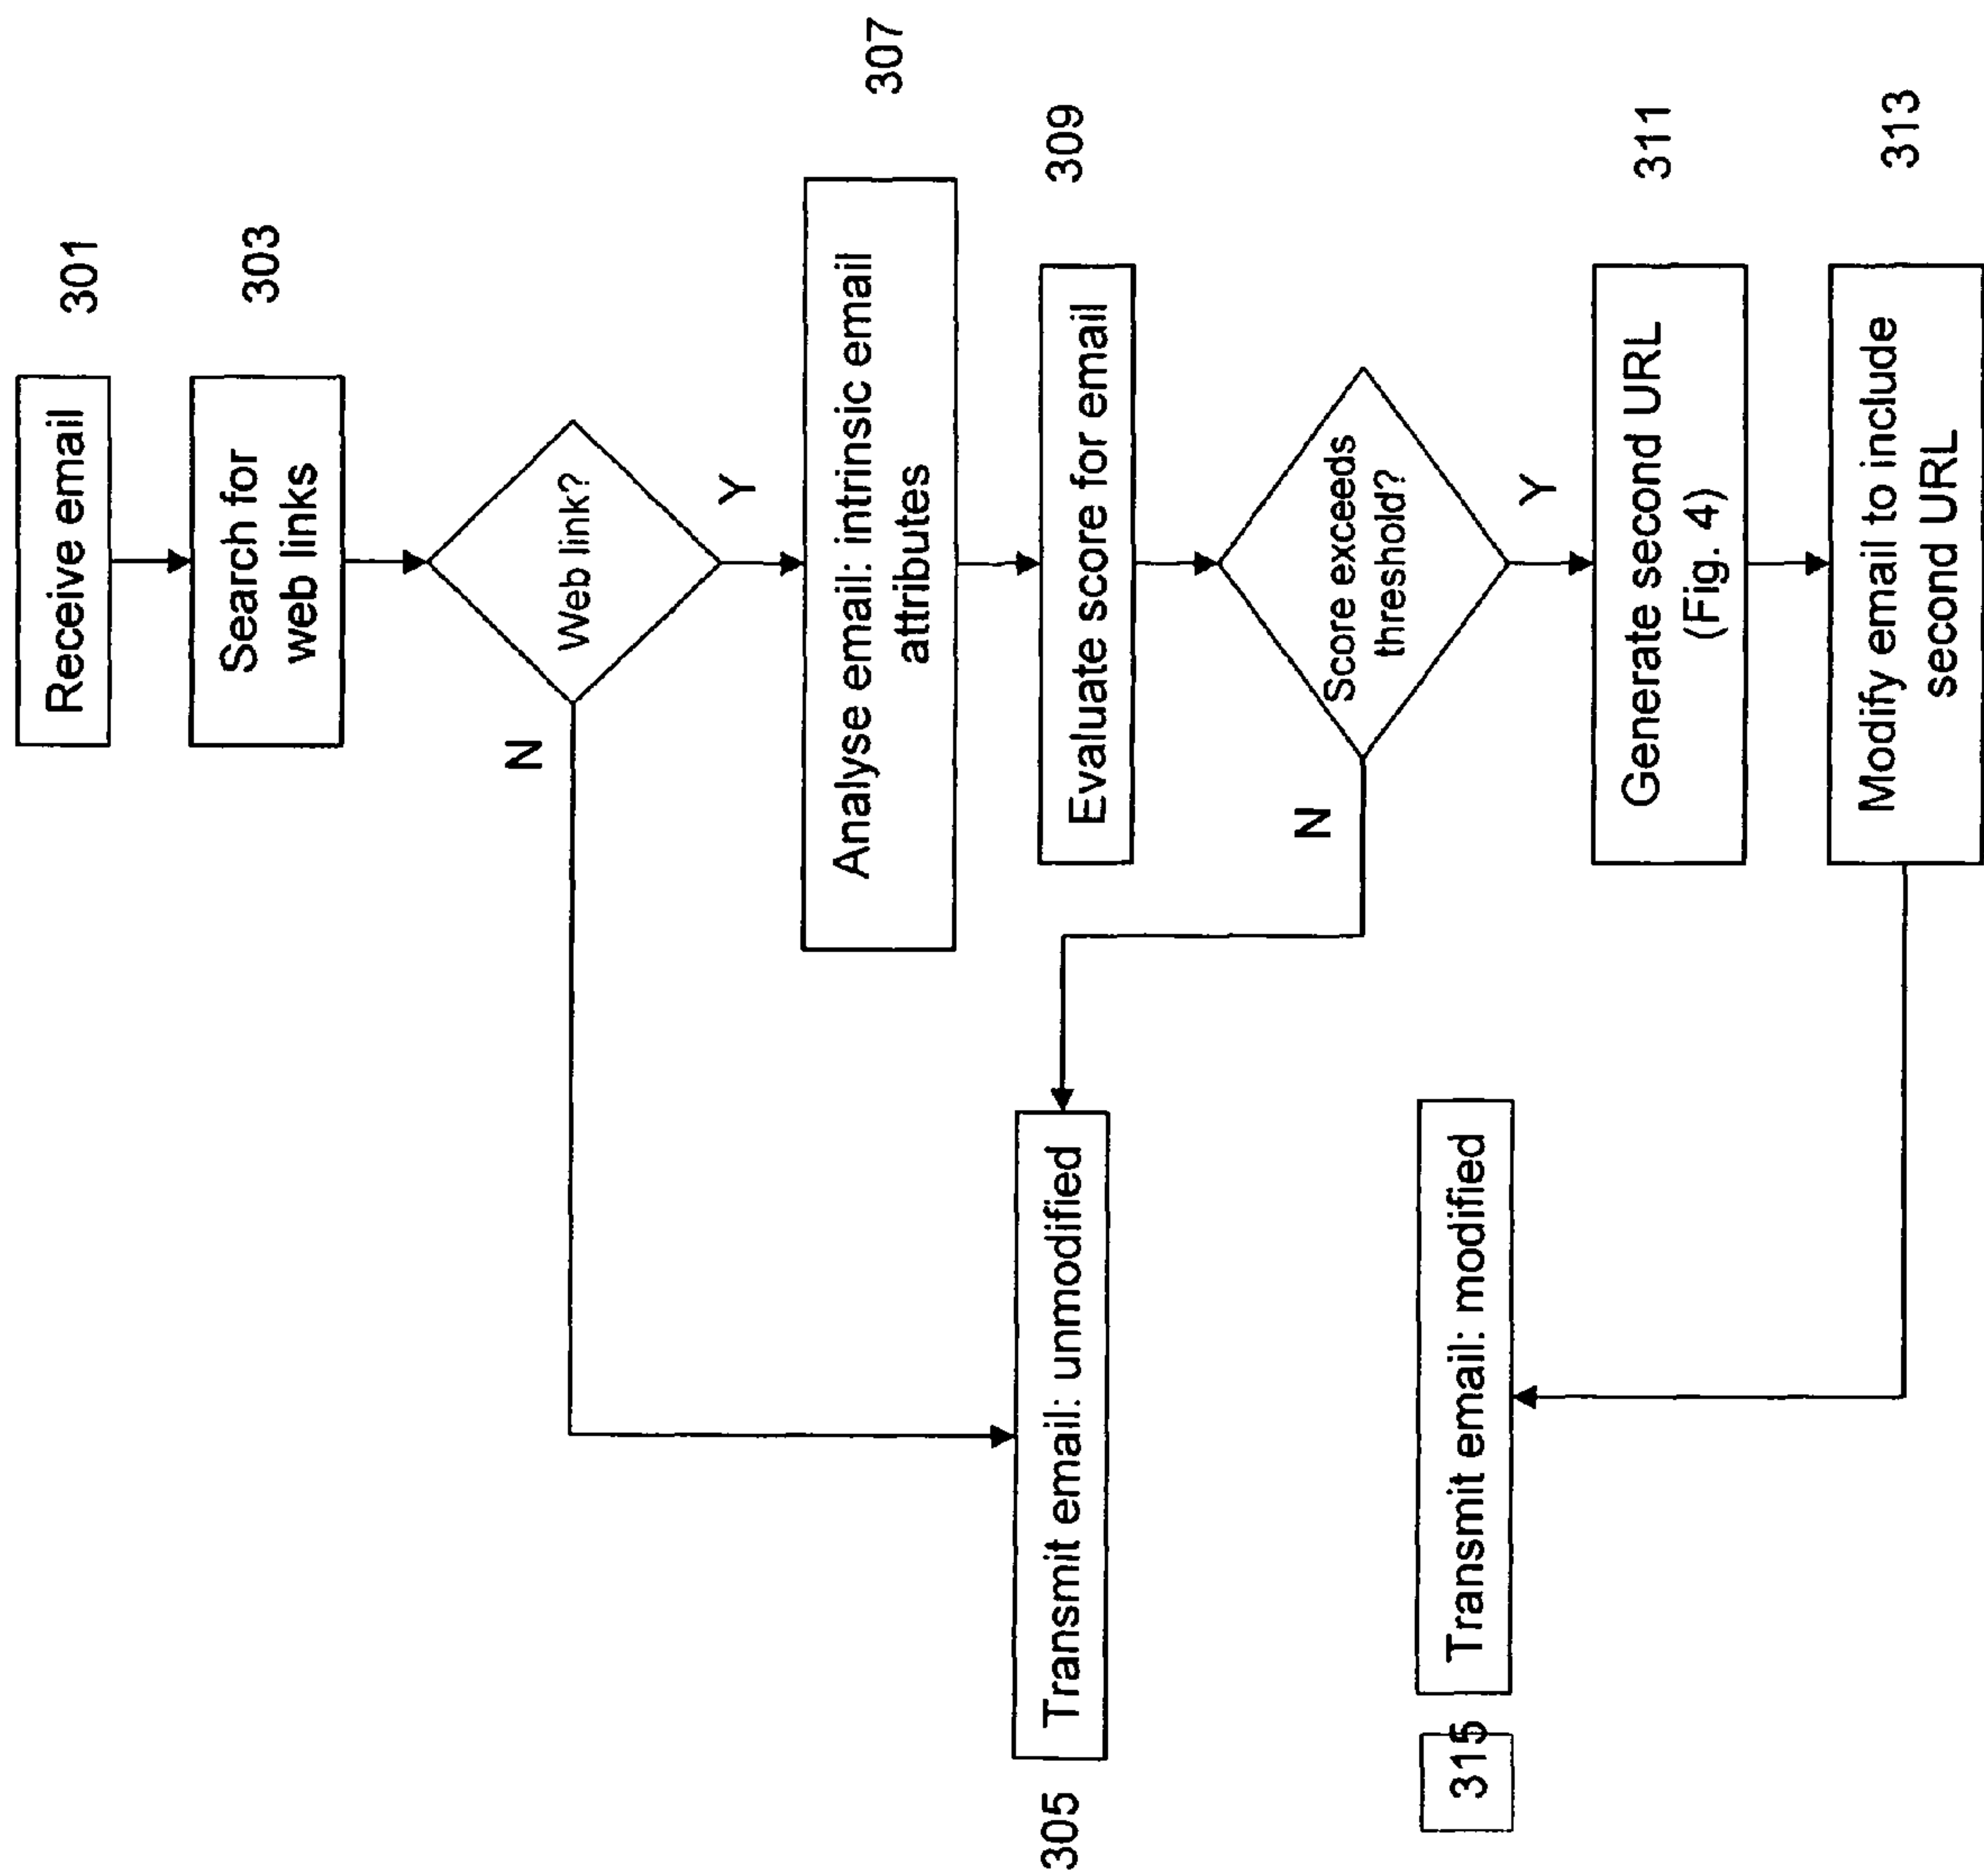 301
Receive email
303
Search for
web links
Web link?
N
Y
307
Analyse email: intrinsic email
attributes
309
Evaluate score for email
Score exceeds
threshold?
N
Y
305
Transmit email: unmodified
311
Generate second URL
(Fig. 4)
313
Modify email to include
second URL
315
Transmit email: modified